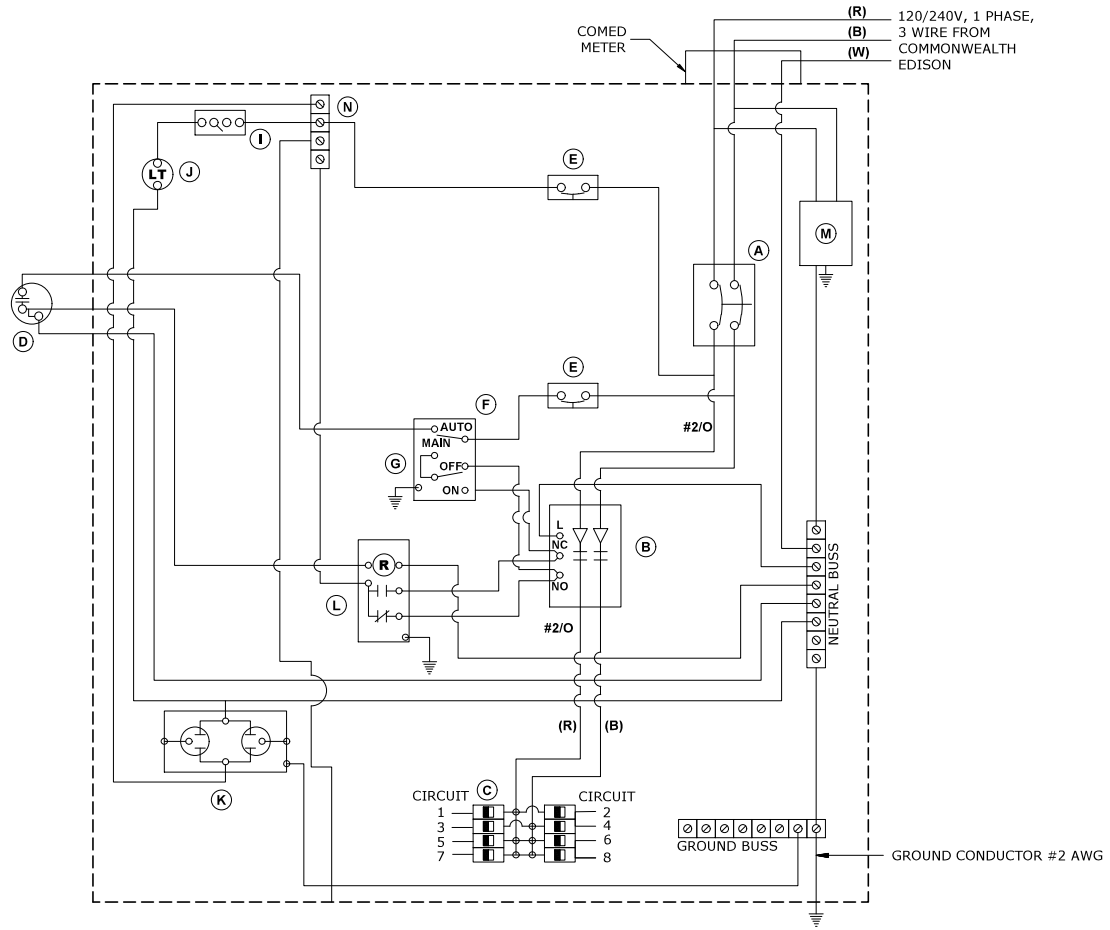 (R)
120/240V, 1 PHASE,
(B)
3 WIRE FROM
(W)
COMMONWEALTH
EDISON
COMED
METER
N
I
LT
J
E
M
A
D
E
F
AUTO
MAIN
#2/O
G
OFF
ON
L
NC
NO
B
R
L
NEUTRAL BUSS
#2/O
(R)
(B)
K
C
CIRCUIT
CIRCUIT
1
2
3
4
5
6
7
8
GROUND BUSS
GROUND CONDUCTOR #2 AWG